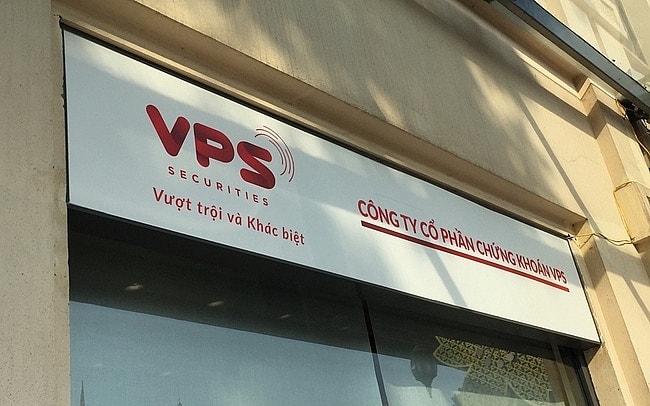 VPS
SECURITIES
Vượt trội và Khác biệt
CÔNG TY CỔ PHẦN CHỨNG KHOÁN VPS